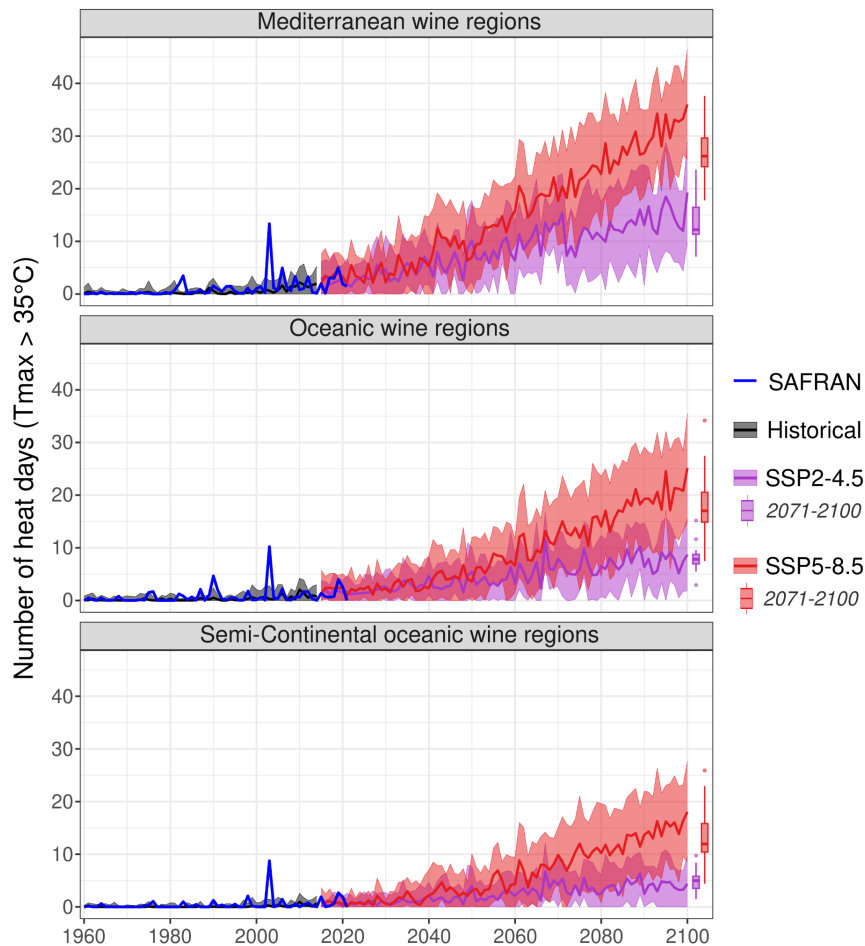 Mediterranean wine regions
40
30
20
10
0
Oceanic wine regions
40
30
20
10
0
Semi-Continental oceanic wine regions
40
30
20
10
0
1960 1980 2000 2020 2040 2060 2080 2100
Number of heat days (Tmax > 35°C)
SAFRAN
Historical
SSP2-4.5
2071-2100
SSP5-8.5
2071-2100